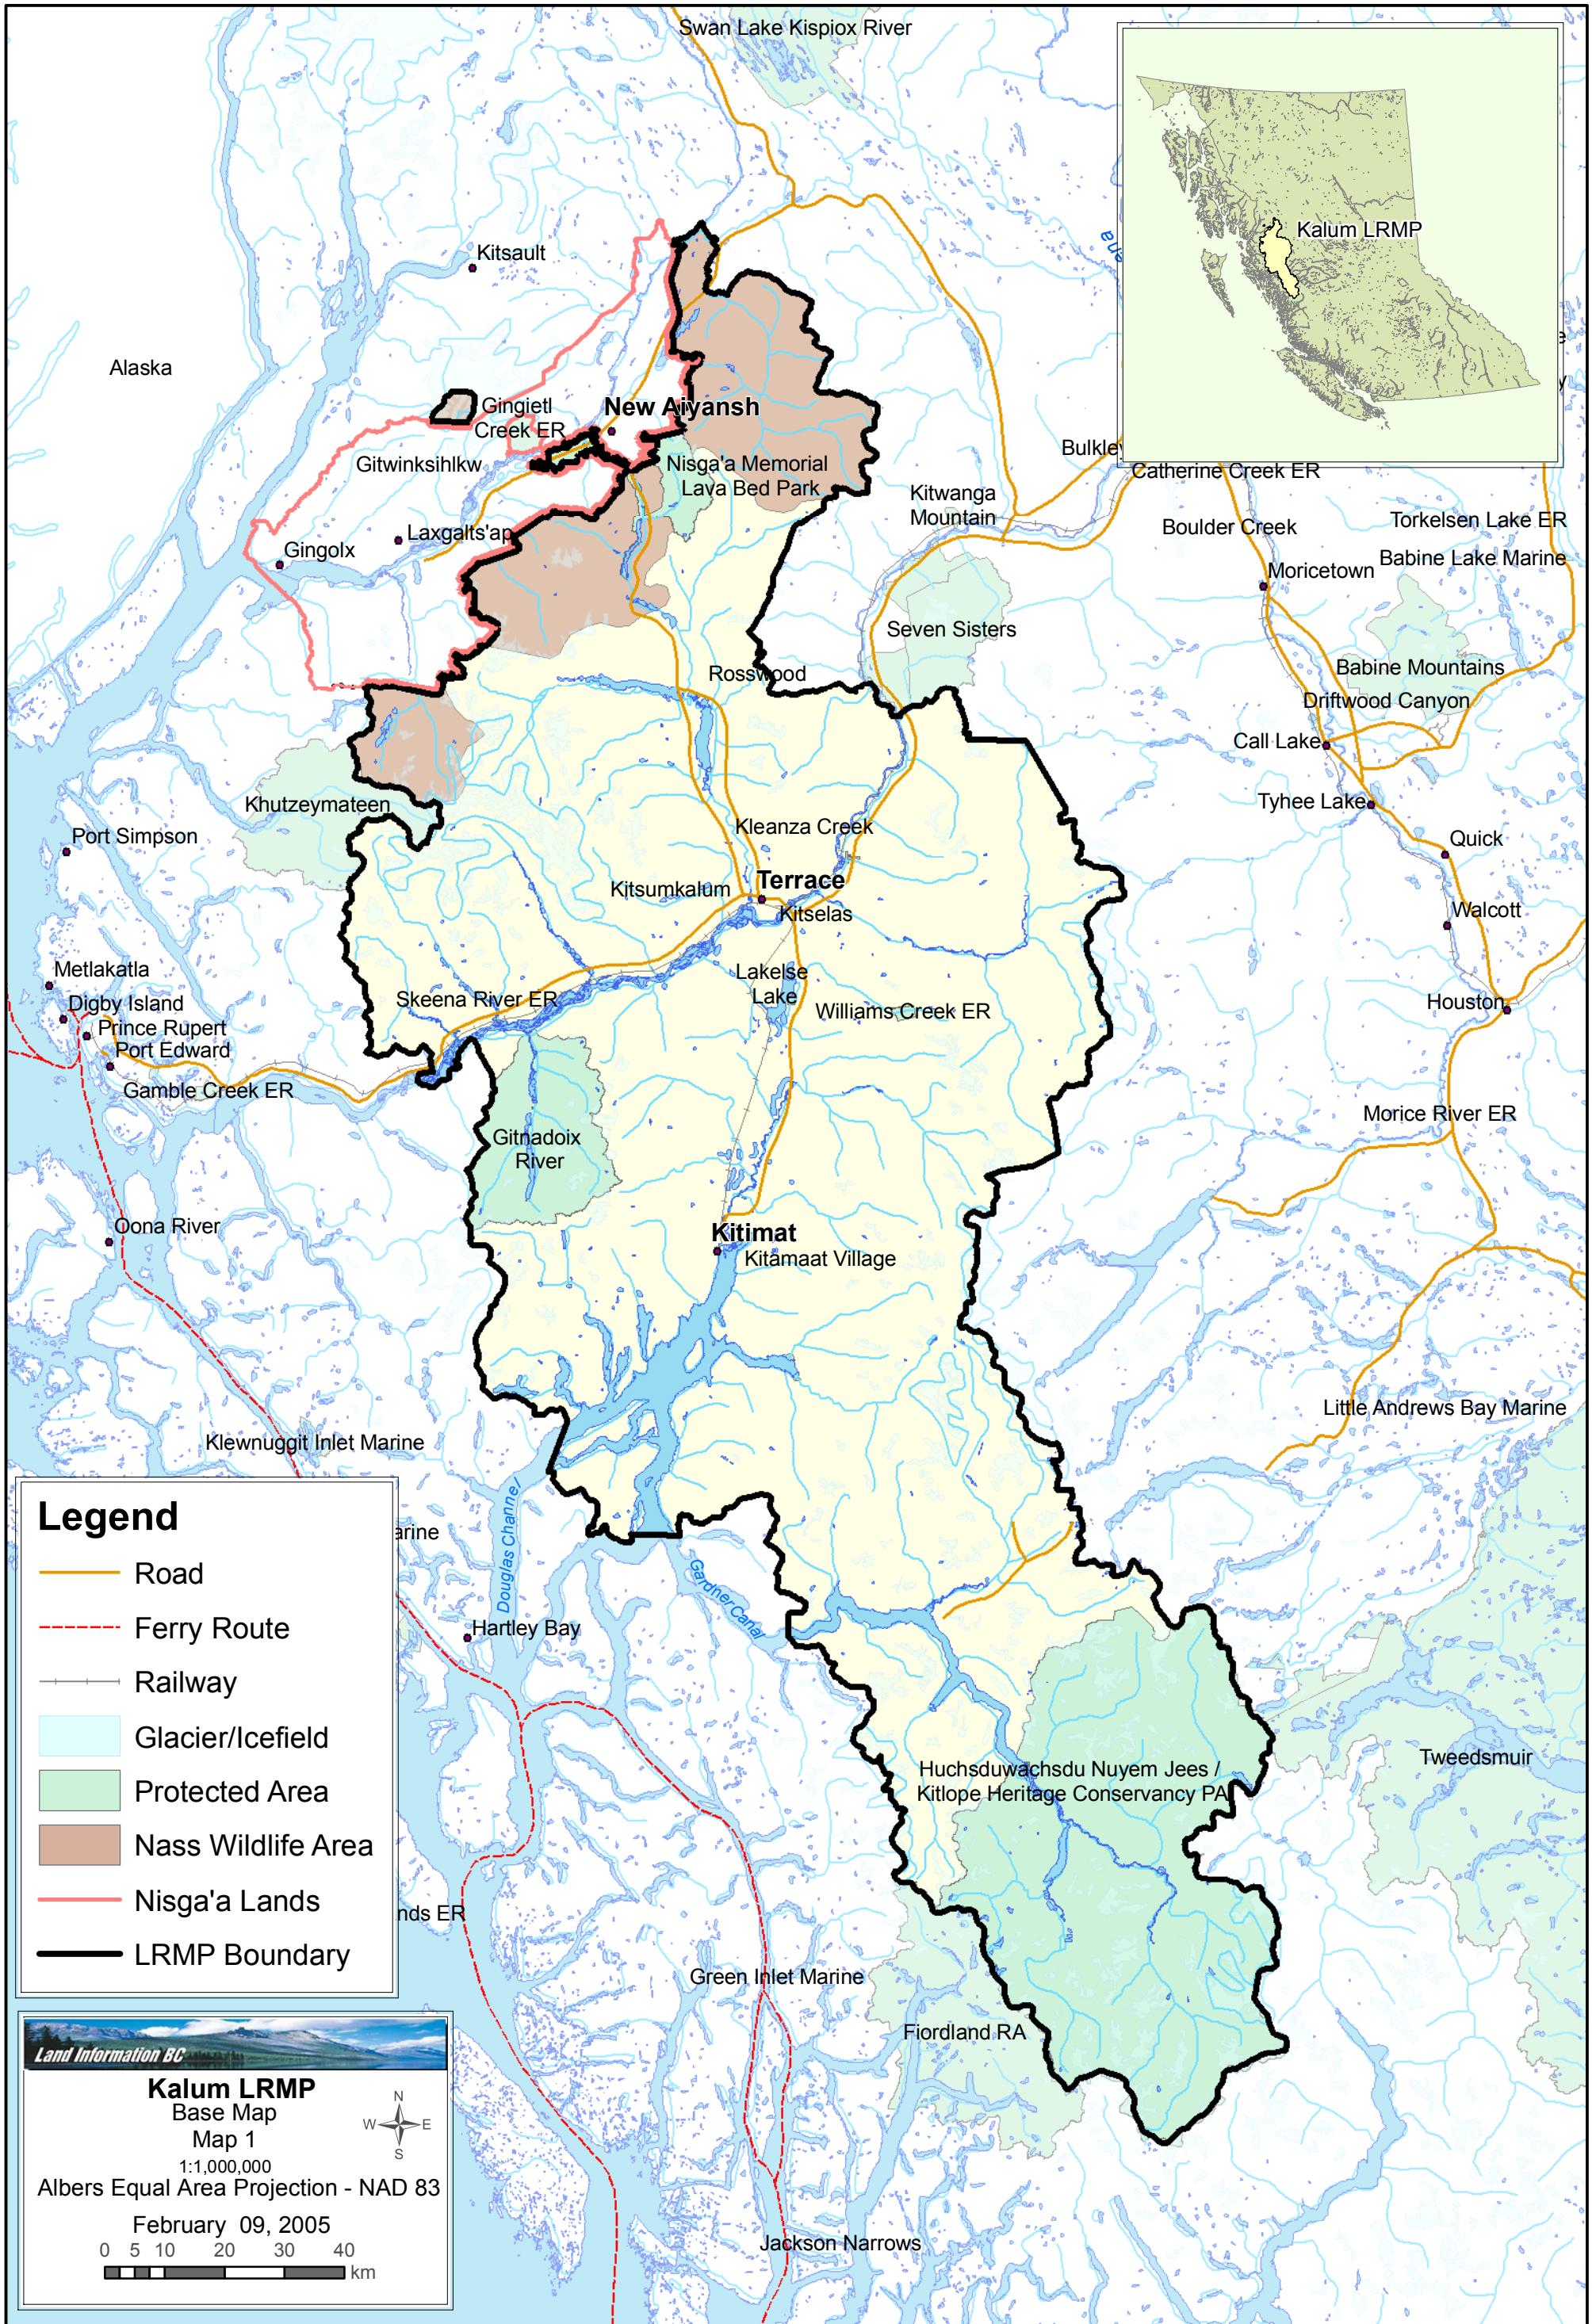 Swan Lake Kispiox River
Kalum LRMP
Kitsault
Alaska
Gingietl
Creek ER
New Aiyansh
Gitwinksihlkw
Nisga'a Memorial
Lava Bed Park
Bulkley
Catherine Creek ER
Kitwanga
Mountain
Boulder Creek
Torkelsen Lake ER
Laxgalts'ap
Gingolx
Babine Lake Marine
Moricetown
Seven Sisters
Rosswood
Babine Mountains
Driftwood Canyon
Call Lake
Tyhee Lake
Khutzeymateen
Port Simpson
Kleanza Creek
Quick
Kitsumkalum
Terrace
Kitselas
Walcott
Metlakatla
Digby Island
Prince Rupert
Port Edward
Gamble Creek ER
Skeena River ER
Lakelse
Lake
Williams Creek ER
Houston
Morice River ER
Gitnadoix
River
Oona River
Kitimat
Kitamaat Village
Little Andrews Bay Marine
Klewnuggit Inlet Marine
arine
Douglas Channel
Gardner Canal
Hartley Bay
Huchsduwachsdu Nuyem Jees /
Kitlope Heritage Conservancy PA
Tweedsmuir
nds ER
Green Inlet Marine
Fiordland RA
Jackson Narrows
Legend
Road
Ferry Route
Railway
Glacier/Icefield
Protected Area
Nass Wildlife Area
Nisga'a Lands
LRMP Boundary
Land Information BC
Kalum LRMP
Base Map
Map 1
1:1,000,000
Albers Equal Area Projection - NAD 83
February 09, 2005
N
W E
S
0 5 10 20 30 40
km